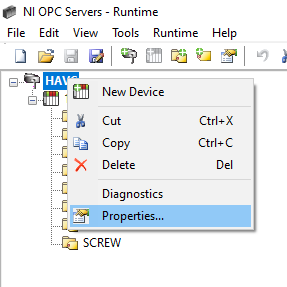 NI OPC Servers - Runtime
File Edit View Tools Runtime Help
New Device
Cut Ctrl+X
Copy Ctrl+C
Delete Del
Diagnostics
Properties...
SCREW